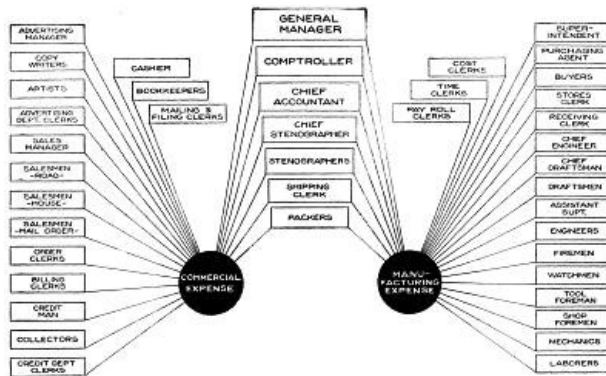 ADVERTISING
MANAGER
COPY
WRITERS
ARTISTS
ADVERTISING
DEPT. CLERKS
SALES
MANAGER
SALESMEN
-ROAD-
SALESMEN
-HOUSE-
SALESMEN
-MAIL ORDER-
ORDER
CLERKS
BILLING
CLERKS
CREDIT
MAN
COLLECTORS
CREDIT DEPT
CLERKS
CASHIER
BOOKKEEPERS
MAILING &
FILING CLERKS
GENERAL
MANAGER
COMPTROLLER
CHIEF
ACCOUNTANT
CHIEF
STENOGRAPHER
STENOGRAPHERS
SHIPPING
CLERK
PACKERS
COMMERCIAL
EXPENSE
MANU-
FACTURING
EXPENSE
COST
CLERKS
TIME
CLERKS
PAY ROLL
CLERKS
SUPER-
INTENDENT
PURCHASING
AGENT
BUYERS
STORES
CLERK
RECEIVING
CLERK
CHIEF
ENGINEER
CHIEF
DRAFTSMAN
DRAFTSMEN
ASSISTANT
SUPT.
ENGINEERS
FIREMEN
WATCHMEN
TOOL
FOREMAN
SHOP
FOREMEN
MECHANICS
LABORERS